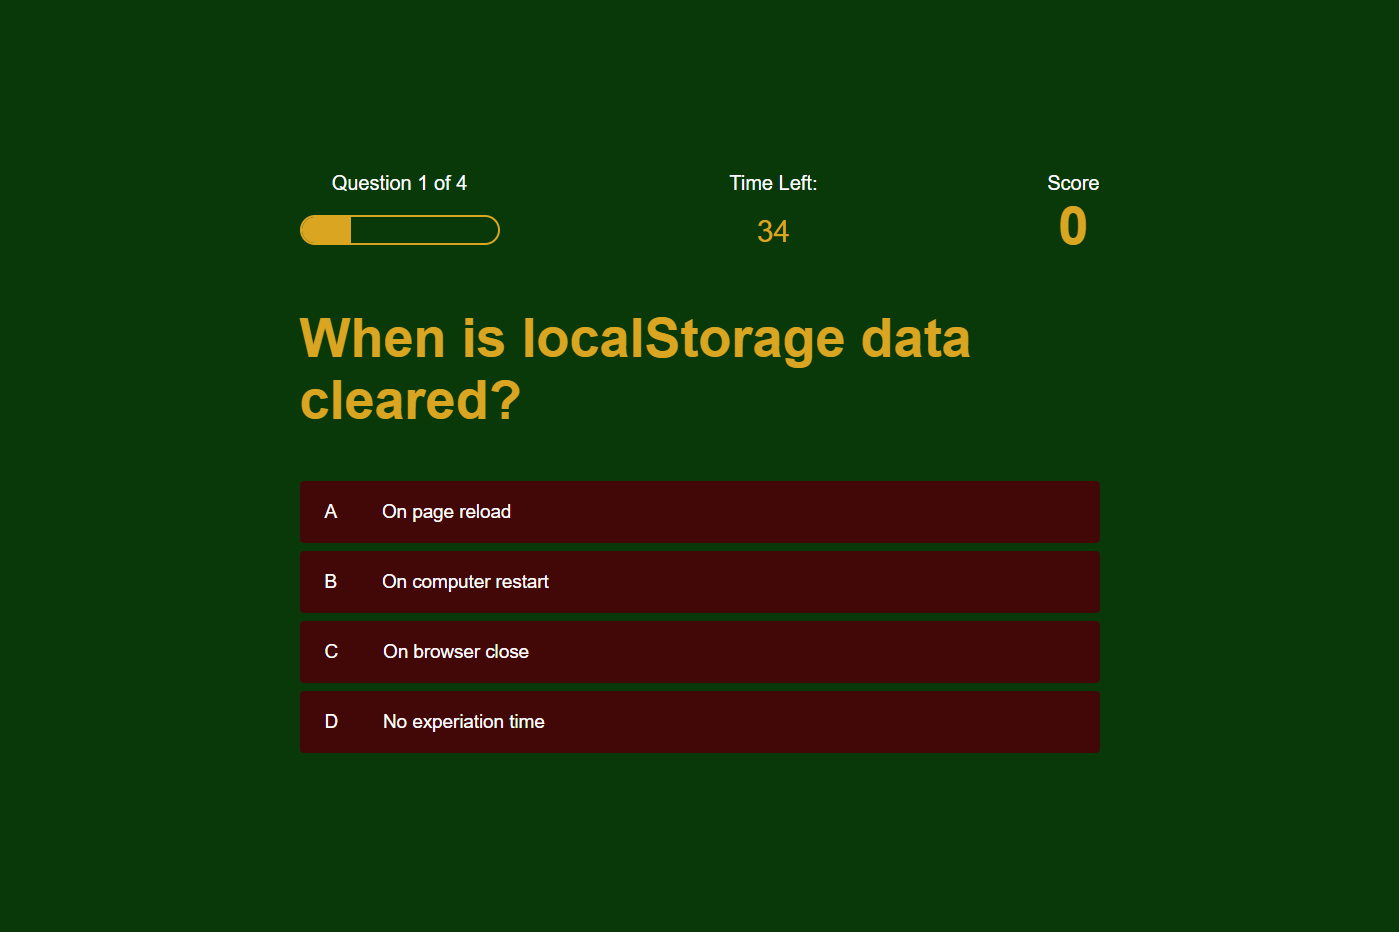 Question 1 of 4
Time Left:
34
Score
0
When is localStorage data
cleared?
A On page reload
B On computer restart
C On browser close
D No experiation time